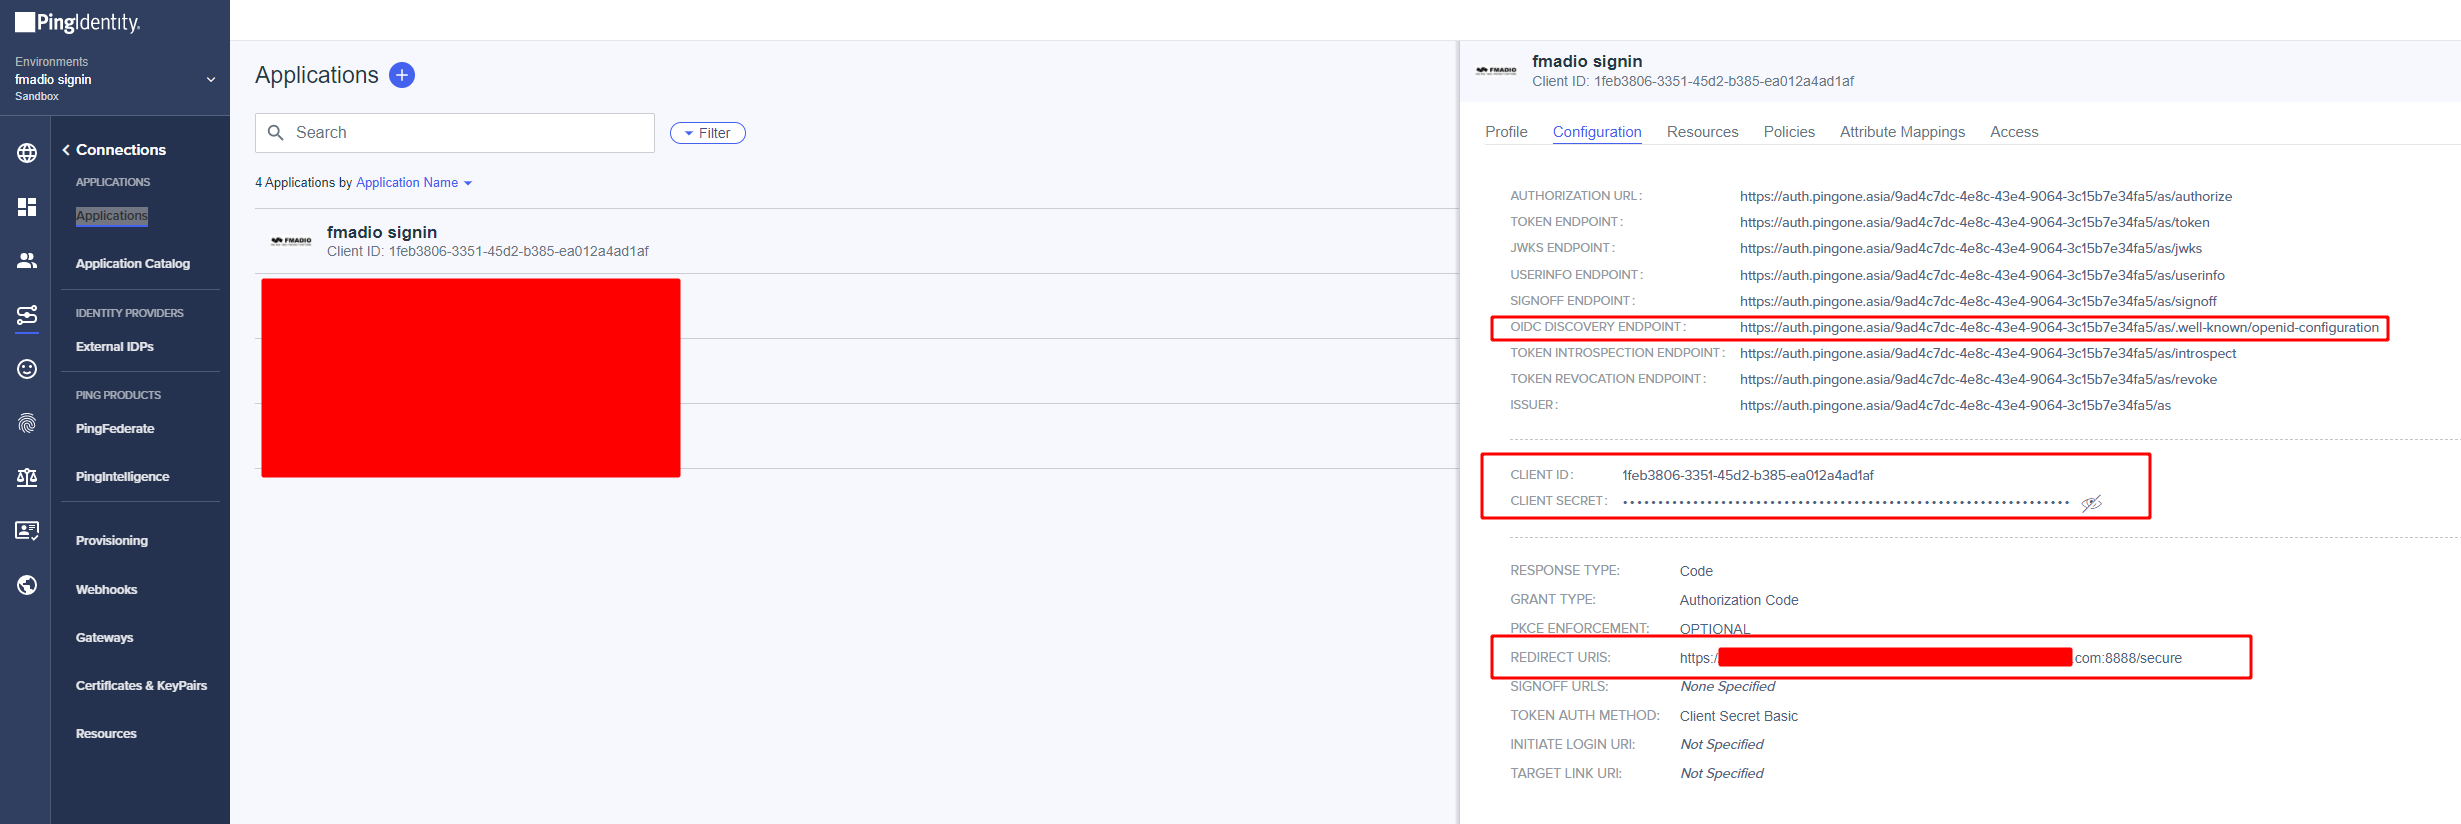 PingIdentity.
Environments
fmadio signin
Sandbox
Connections
APPLICATIONS
Applications
Application Catalog
IDENTITY PROVIDERS
External IDPs
PING PRODUCTS
PingFederate
PingIntelligence
Provisioning
Webhooks
Gateways
Certificates & KeyPairs
Resources
Applications
Search
Filter
4 Applications by Application Name
FMADIO
fmadio signin
Client ID: 1feb3806-3351-45d2-b385-ea012a4ad1af
FMADIO
fmadio signin
Client ID: 1feb3806-3351-45d2-b385-ea012a4ad1af
Profile Configuration Resources Policies Attribute Mappings Access
AUTHORIZATION URL: https://auth.pingone.asia/9ad4c7dc-4e8c-43e4-9064-3c15b7e34fa5/as/authorize
TOKEN ENDPOINT: https://auth.pingone.asia/9ad4c7dc-4e8c-43e4-9064-3c15b7e34fa5/as/token
JWKS ENDPOINT: https://auth.pingone.asia/9ad4c7dc-4e8c-43e4-9064-3c15b7e34fa5/as/jwks
USERINFO ENDPOINT: https://auth.pingone.asia/9ad4c7dc-4e8c-43e4-9064-3c15b7e34fa5/as/userinfo
SIGNOFF ENDPOINT: https://auth.pingone.asia/9ad4c7dc-4e8c-43e4-9064-3c15b7e34fa5/as/signoff
OIDC DISCOVERY ENDPOINT: https://auth.pingone.asia/9ad4c7dc-4e8c-43e4-9064-3c15b7e34fa5/as/.well-known/openid-configuration
TOKEN INTROSPECTION ENDPOINT: https://auth.pingone.asia/9ad4c7dc-4e8c-43e4-9064-3c15b7e34fa5/as/introspect
TOKEN REVOCATION ENDPOINT: https://auth.pingone.asia/9ad4c7dc-4e8c-43e4-9064-3c15b7e34fa5/as/revoke
ISSUER: https://auth.pingone.asia/9ad4c7dc-4e8c-43e4-9064-3c15b7e34fa5/as
CLIENT ID: 1feb3806-3351-45d2-b385-ea012a4ad1af
CLIENT SECRET:
RESPONSE TYPE: Code
GRANT TYPE: Authorization Code
PKCE ENFORCEMENT: OPTIONAL
REDIRECT URIS: https:/ .com:8888/secure
SIGNOFF URLS: None Specified
TOKEN AUTH METHOD: Client Secret Basic
INITIATE LOGIN URI: Not Specified
TARGET LINK URI: Not Specified